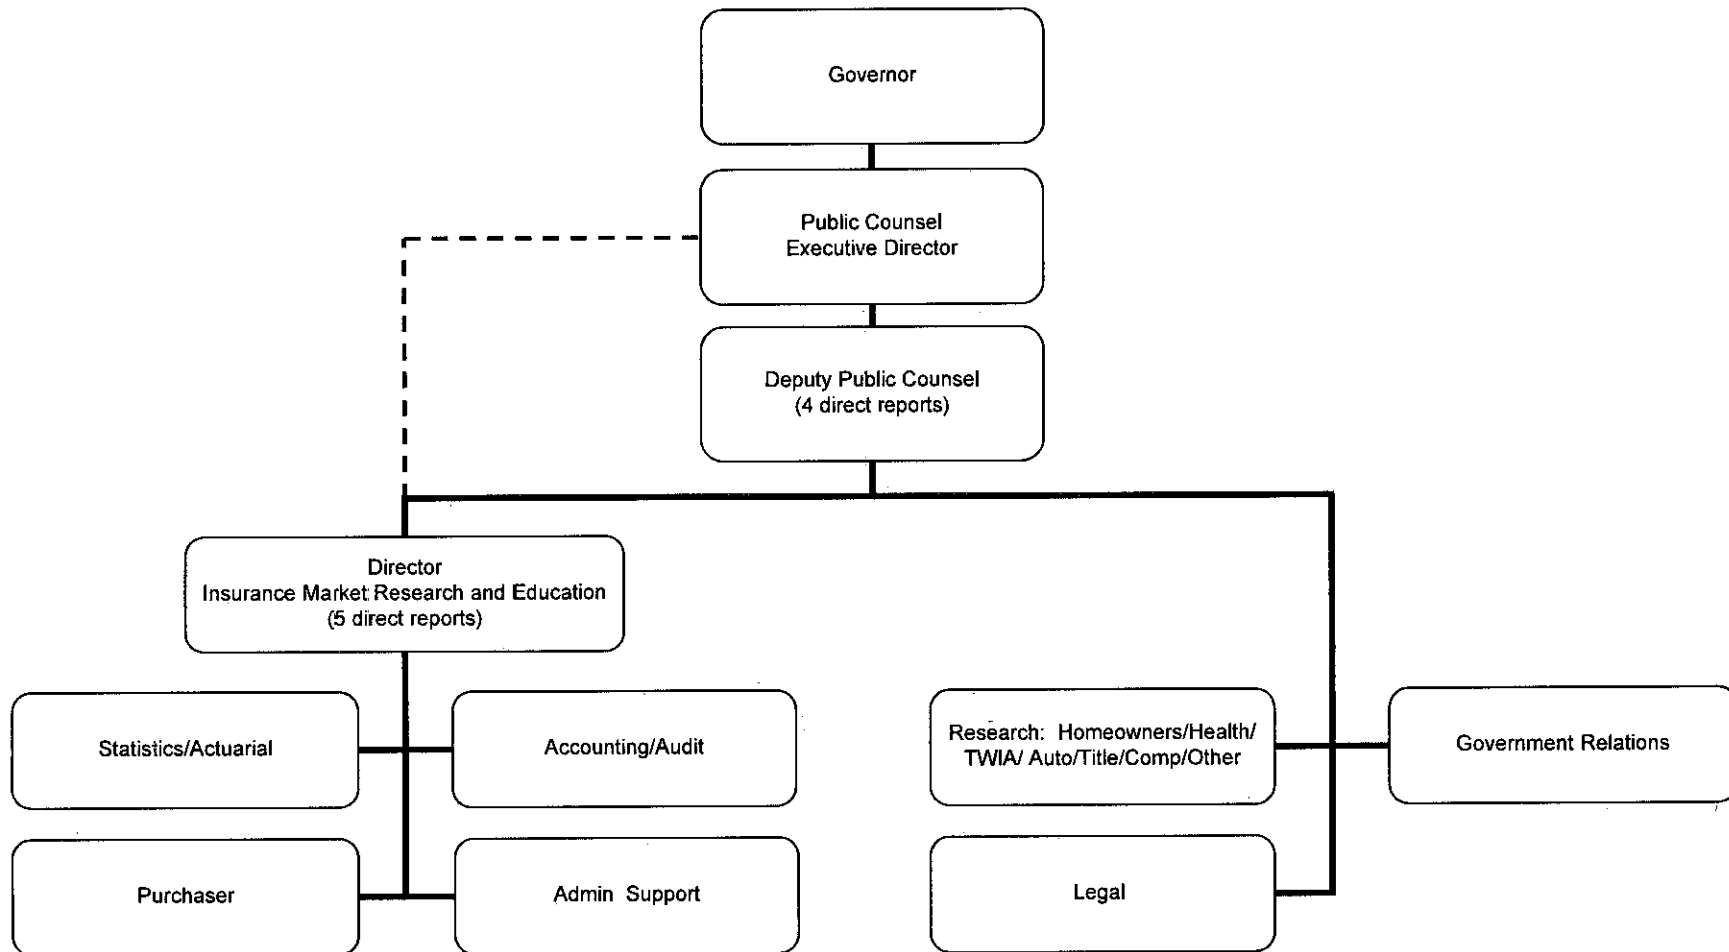 Governor
Public Counsel
Executive Director
Deputy Public Counsel
(4 direct reports)
Director
Insurance Market Research and Education
(5 direct reports)
Statistics/Actuarial
Accounting/Audit
Research: Homeowners/Health/
TWIA/ Auto/Title/Comp/Other
Government Relations
Purchaser
Admin Support
Legal